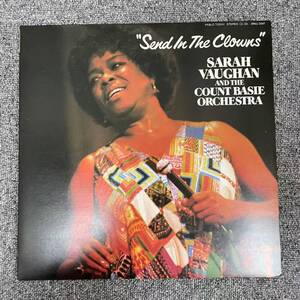 "Send In The Clowns"
SARAH
VAUGHAN
AND THE
COUNT BASIE
ORCHESTRA